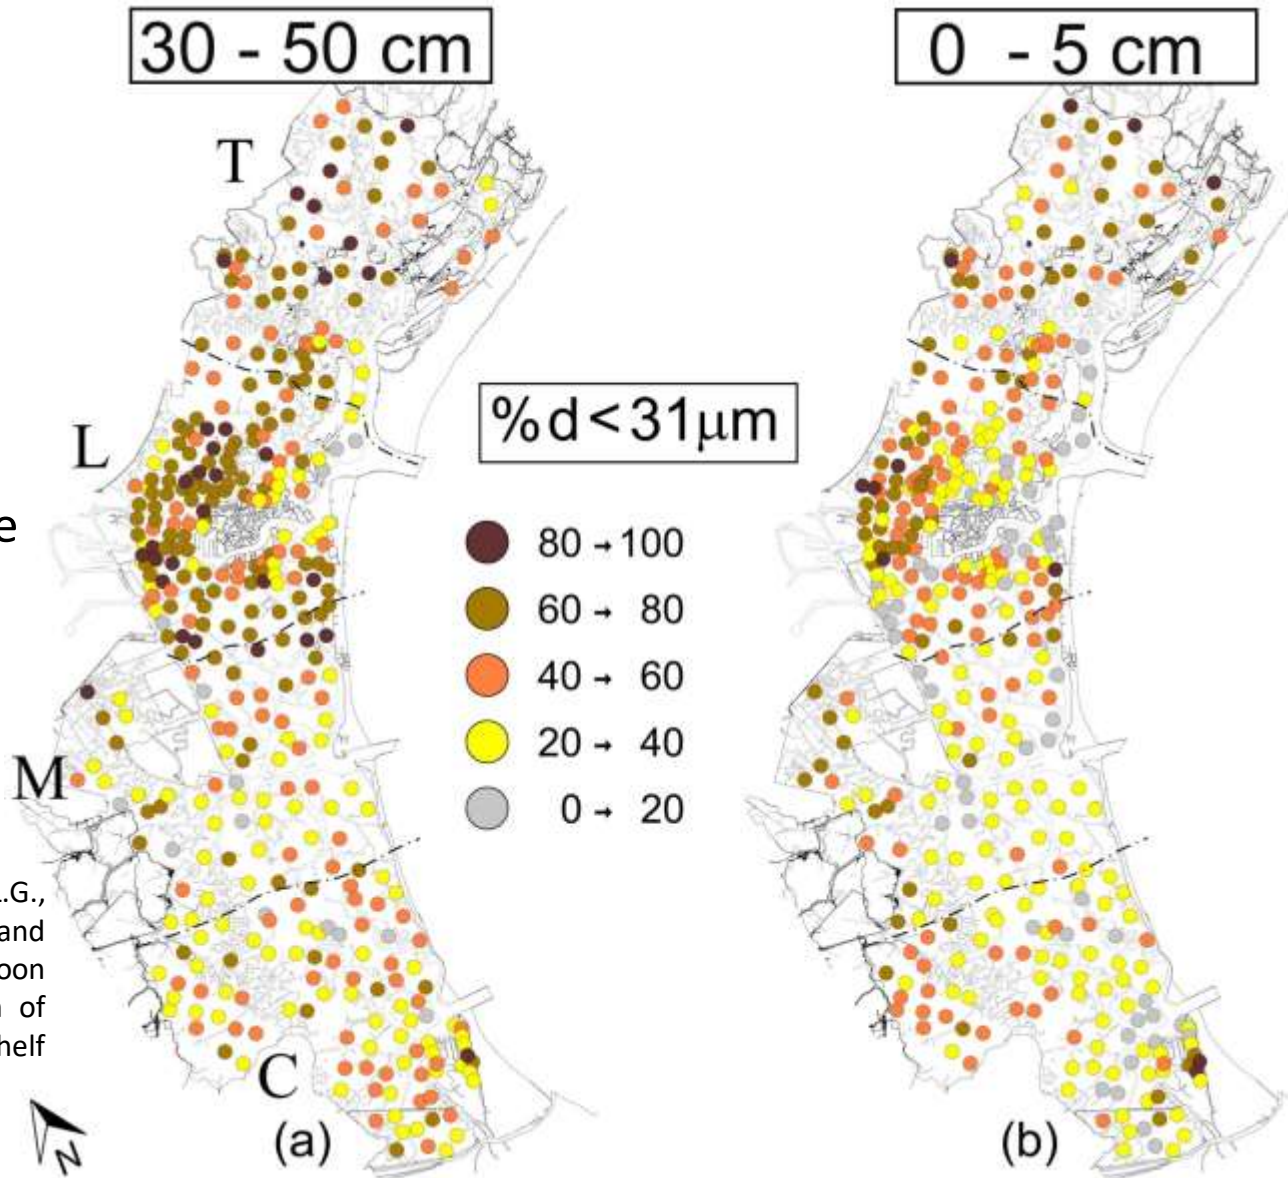 30 - 50 cm
0 - 5 cm
T
L
%d<31μm
e
80→100
60→ 80
40→ 60
20→ 40
0→ 20
M
.G.,
and
oon
of
helf
C
N
(a)
(b)